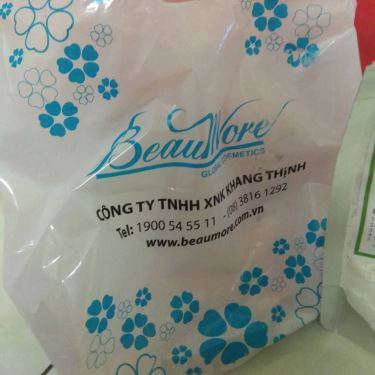 BeauMore
GLOBAL COSMETICS
CÔNG TY TNHH XNK KHANG THỊNH
Tel: 1900 54 55 11 - (08) 3816 1292
www.beaumore.com.vn